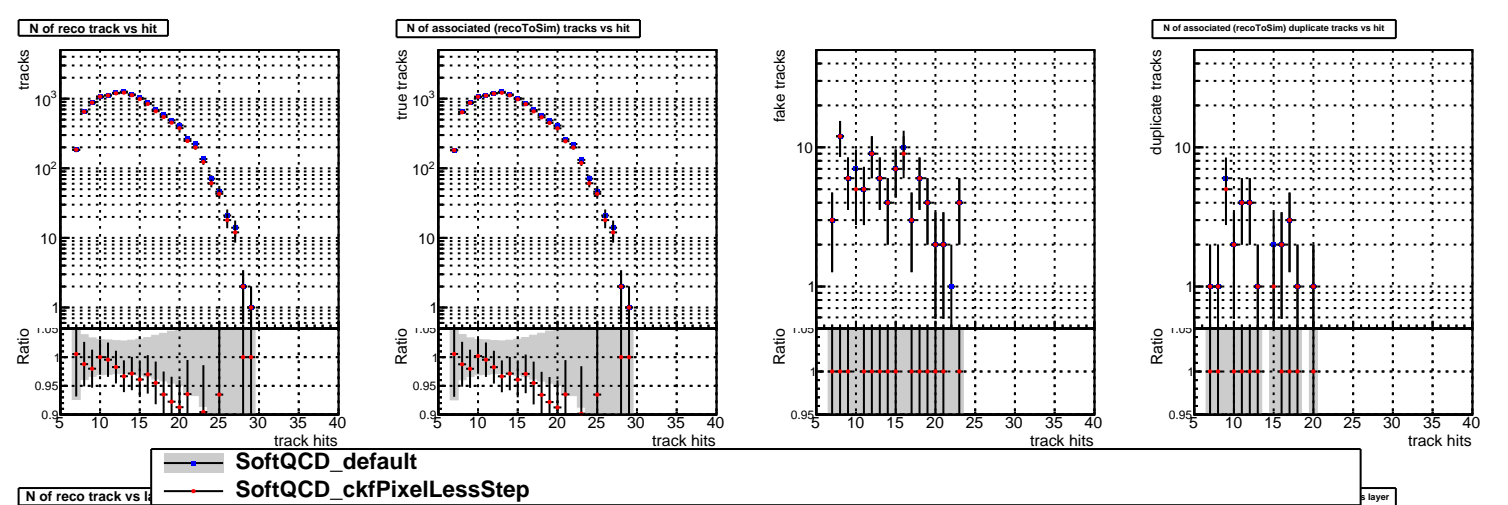 N of reco track vs hit
N of associated (recoToSim) tracks vs hit
N of associated (recoToSim) duplicate tracks vs hit
tracks
10³
10²
10
1
true tracks
10³
10²
10
1
fake tracks
10
1
duplicate tracks
10
1
Ratio
1.05
1
0.95
0.9
5 10 15 20 25 30 35 40
track hits
Ratio
1.05
1
0.95
0.9
5 10 15 20 25 30 35 40
track hits
Ratio
1.05
1
0.95
5 10 15 20 25 30 35 40
track hits
Ratio
1.05
1
0.95
5 10 15 20 25 30 35 40
track hits
SoftQCD_default
SoftQCD_ckfPixelLessStep
N of reco track vs la
s layer